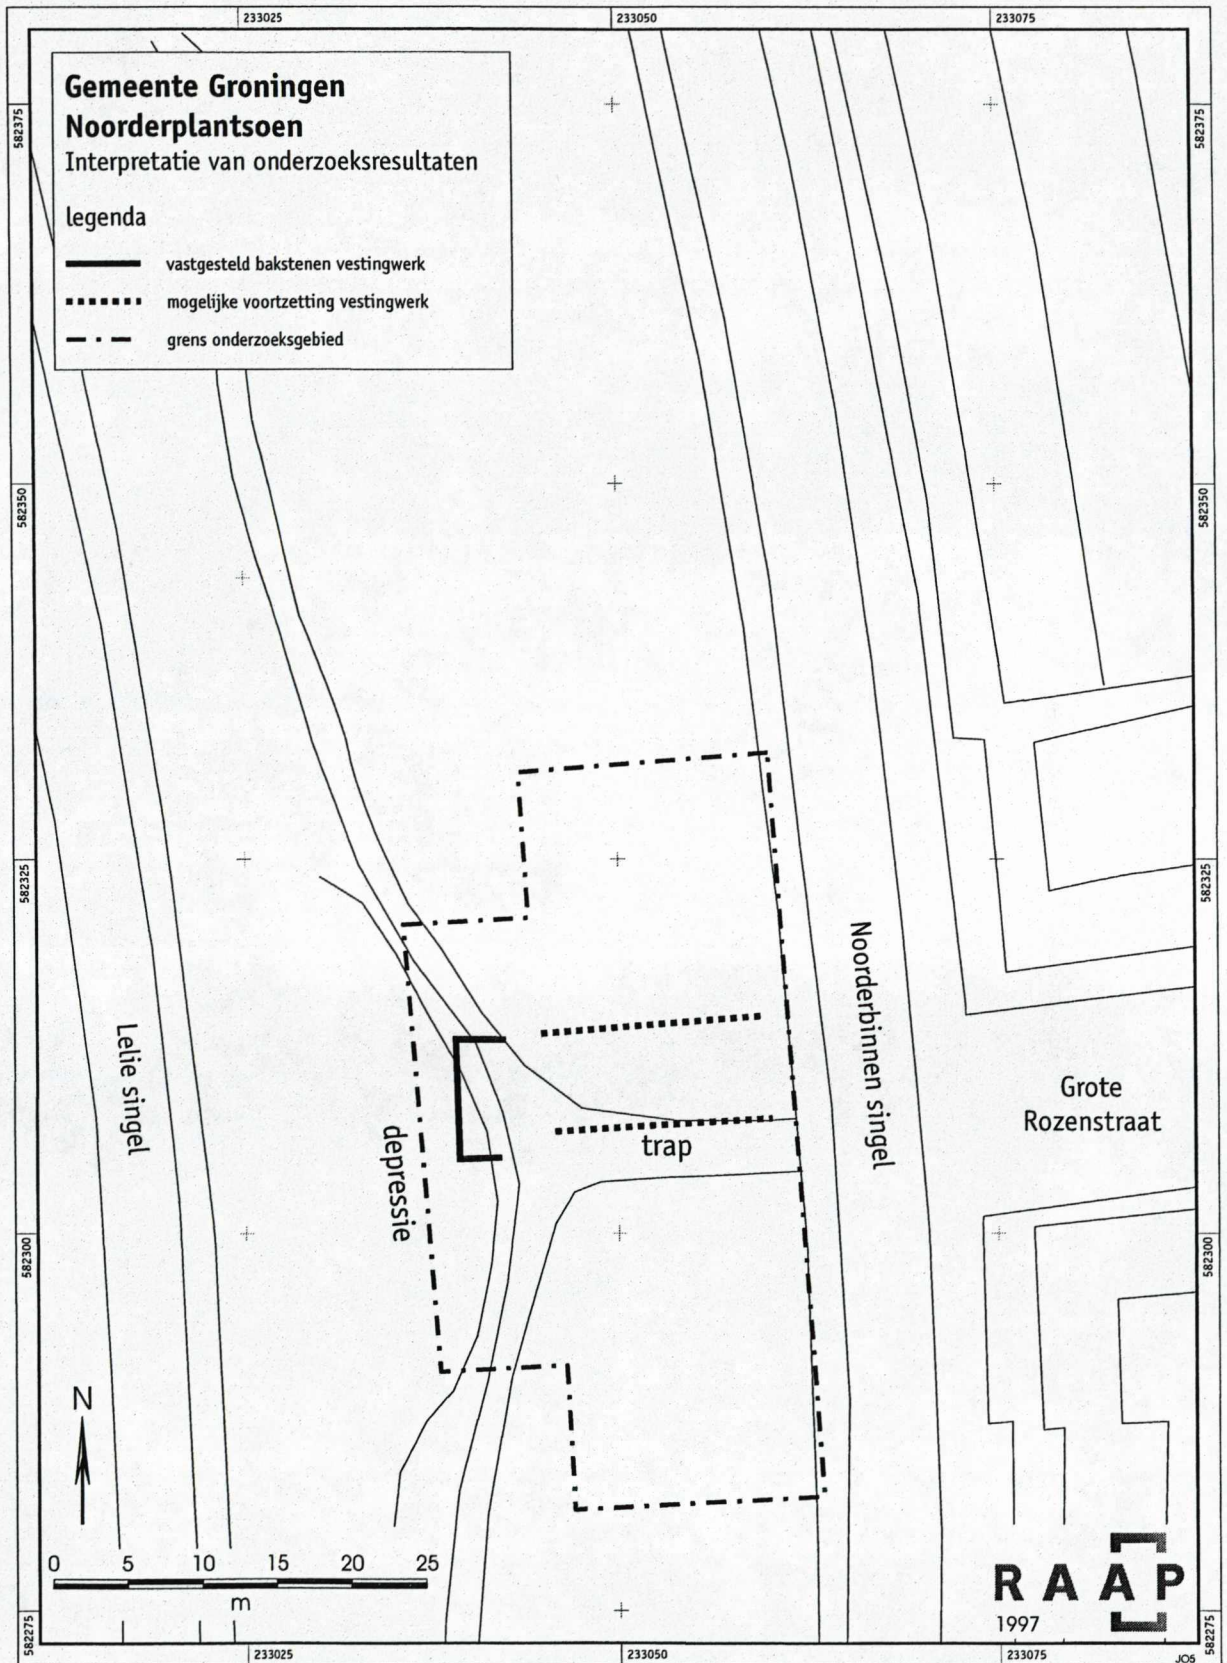 233025
233050
233075
582375
582375
Gemeente Groningen
Noorderplantsoen
Interpretatie van onderzoeksresultaten
legenda
vastgesteld bakstenen vestingwerk
mogelijke voortzetting vestingwerk
grens onderzoeksgebied
582350
582350
582325
582325
Lelie singel
depressie
trap
Noorderbinnen singel
Grote
Rozenstraat
582300
582300
N
0 5 10 15 20 25
m
RAAP
1997
582275
582275
233025
233050
233075
JO5